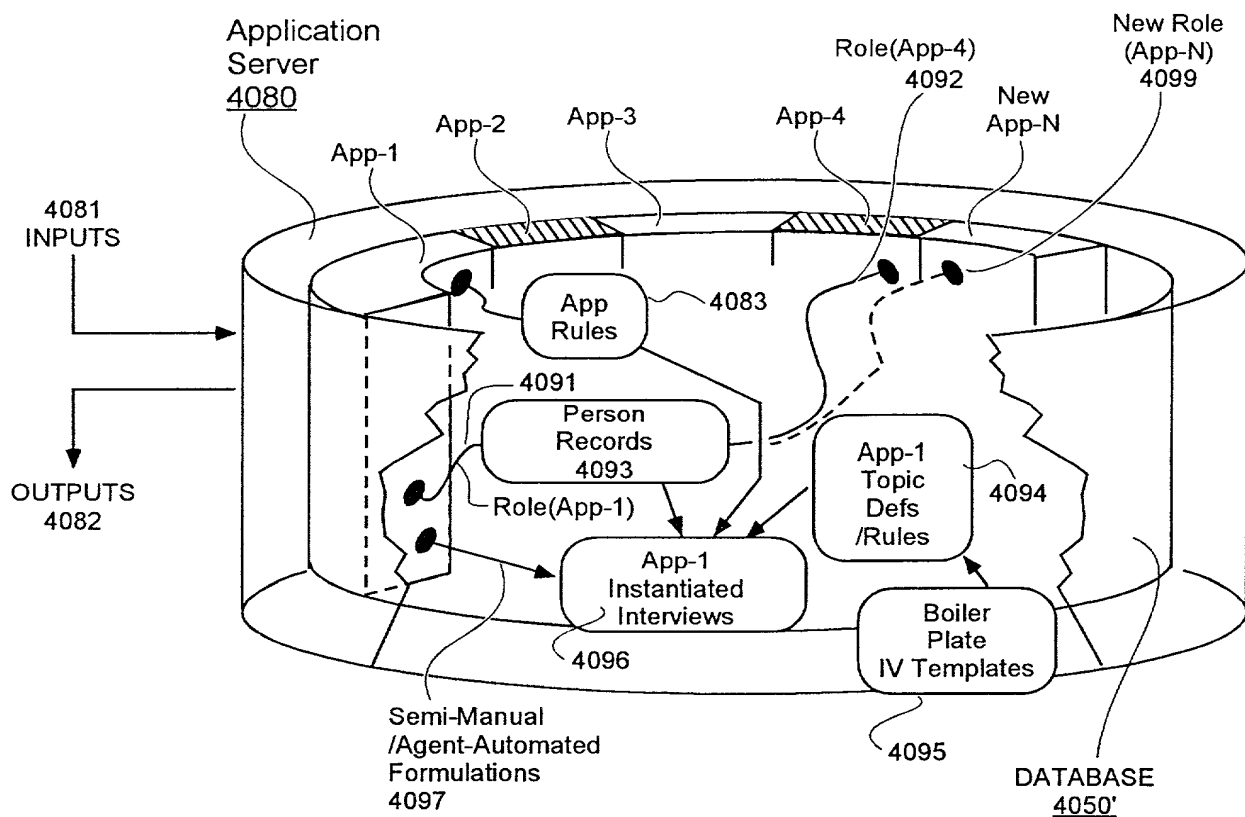 Application
Server
4080
App-1
App-2
App-3
Role(App-4)
4092
App-4
New Role
(App-N)
4099
New
App-N
4081
INPUTS
OUTPUTS
4082
App
Rules
4083
4091
Person
Records
4093
Role(App-1)
App-1
Topic
Defs
/Rules
4094
App-1
Instantiated
Interviews
4096
Boiler
Plate
IV Templates
4095
Semi-Manual
/Agent-Automated
Formulations
4097
DATABASE
4050'